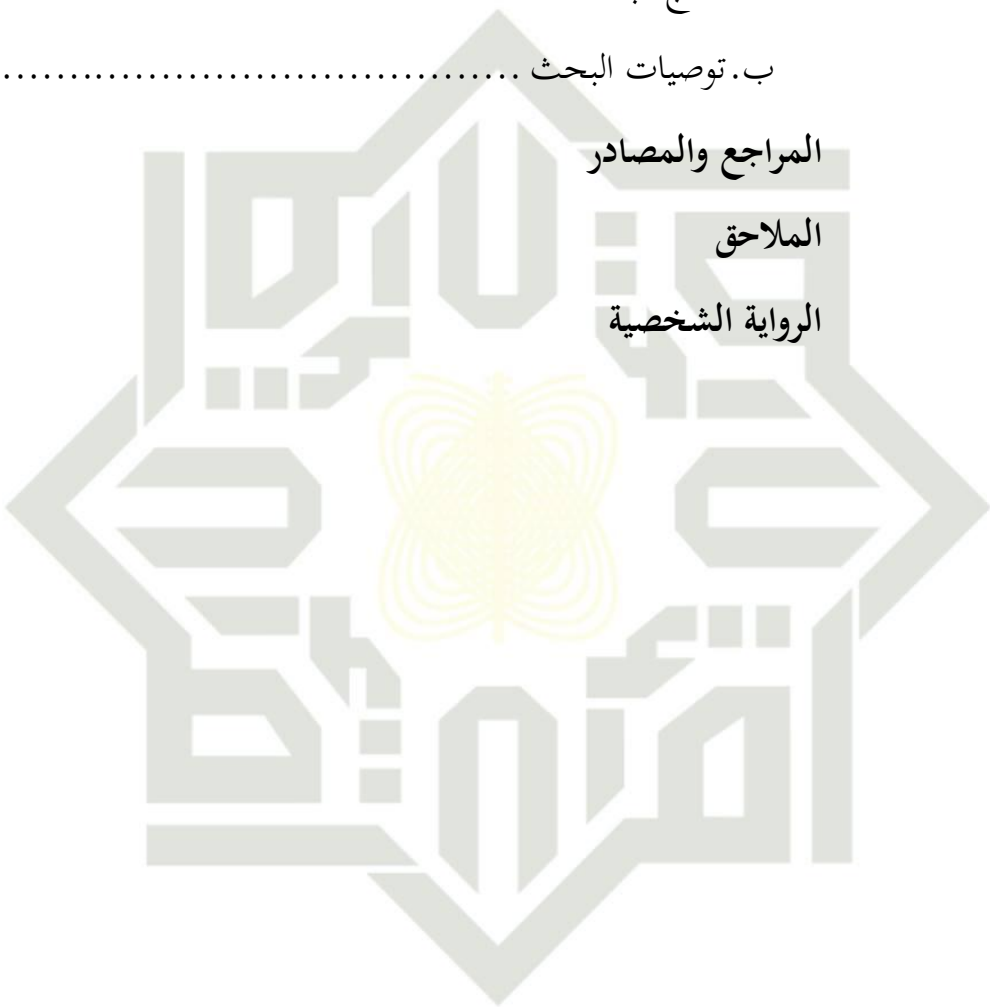 ب.توصيات البحث ......................................
المراجع والمصادر
الملاحق
الرواية الشخصية